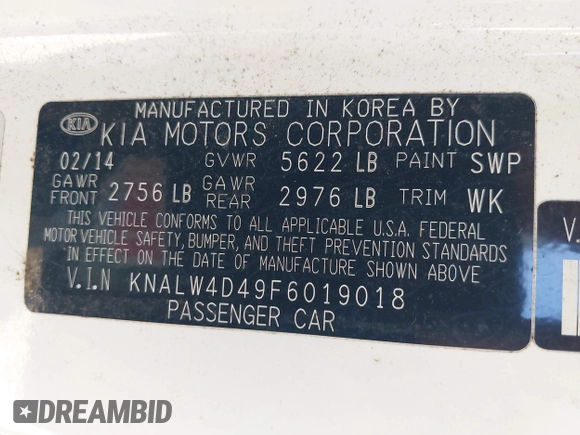 MANUFACTURED IN KOREA BY
KIA KIA MOTORS CORPORATION
02/14 GVWR 5622 LB PAINT SWP
GAWR FRONT 2756 LB GAWR REAR 2976 LB TRIM WK
THIS VEHICLE CONFORMS TO ALL APPLICABLE U.S.A. FEDERAL
MOTOR VEHICLE SAFETY, BUMPER, AND THEFT PREVENTION STANDARDS
IN EFFECT ON THE DATE OF MANUFACTURE SHOWN ABOVE
V.I.N KNALW4D49F6019018
PASSENGER CAR
V.
DREAMBID